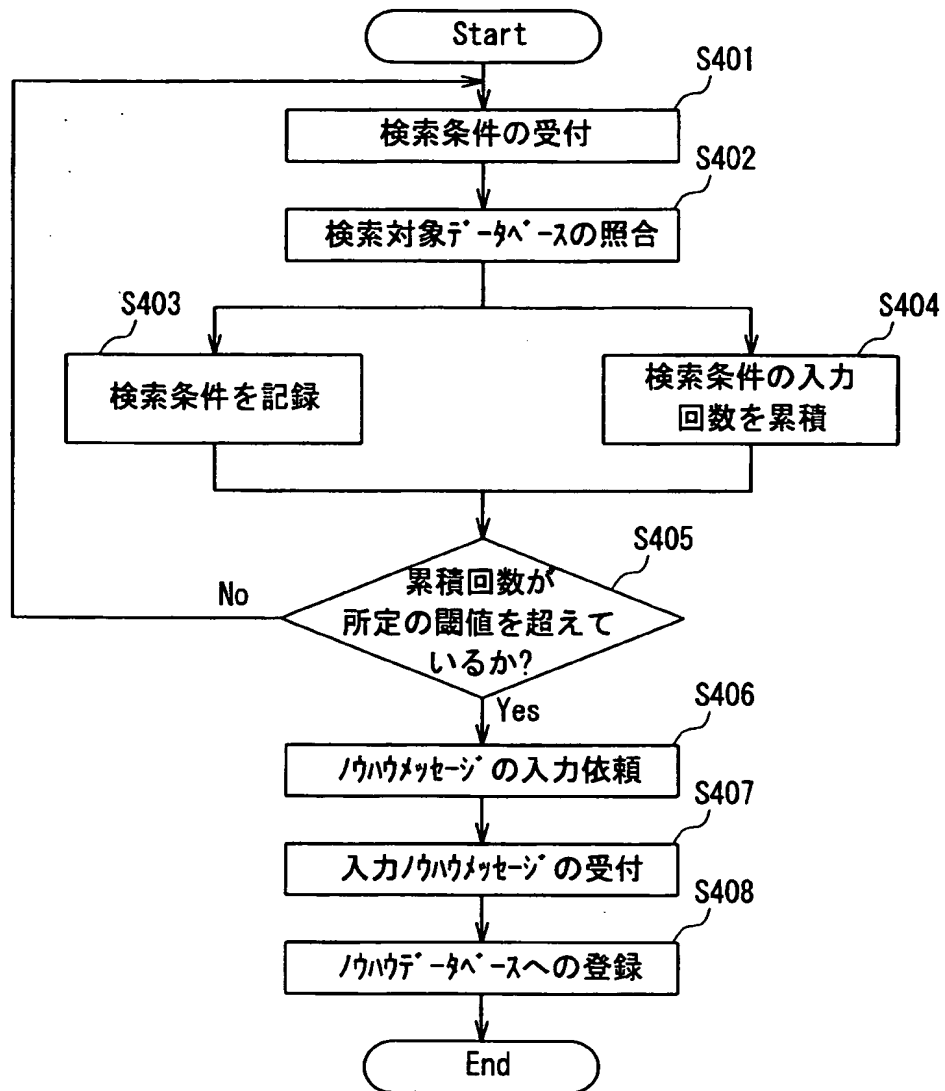 Start
S401
検索条件の受付
S402
検索対象ﾃﾞｰﾀﾍﾞｰｽの照合
S403
検索条件を記録
S404
検索条件の入力
回数を累積
S405
累積回数が
所定の閾値を超えて
いるか?
No
Yes
S406
ﾉｳﾊｳﾒｯｾｰｼﾞの入力依頼
S407
入力ﾉｳﾊｳﾒｯｾｰｼﾞの受付
S408
ﾉｳﾊｳﾃﾞｰﾀﾍﾞｰｽへの登録
End